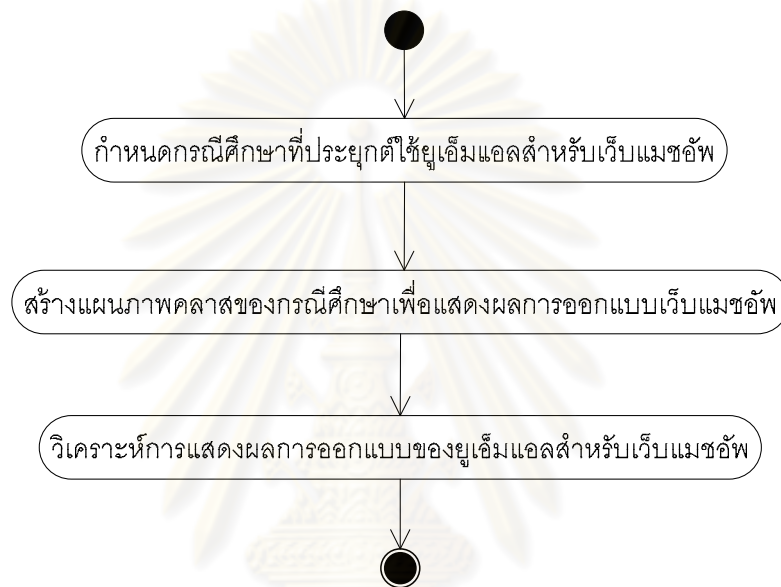 กำหนดกรณีศึกษาที่ประยุกต์ใช้ยูเอ็มแอลสำหรับเว็บแมชอัพ
สร้างแผนภาพคลาสของกรณีศึกษาเพื่อแสดงผลการออกแบบเว็บแมชอัพ
วิเคราะห์การแสดงผลการออกแบบของยูเอ็มแอลสำหรับเว็บแมชอัพ